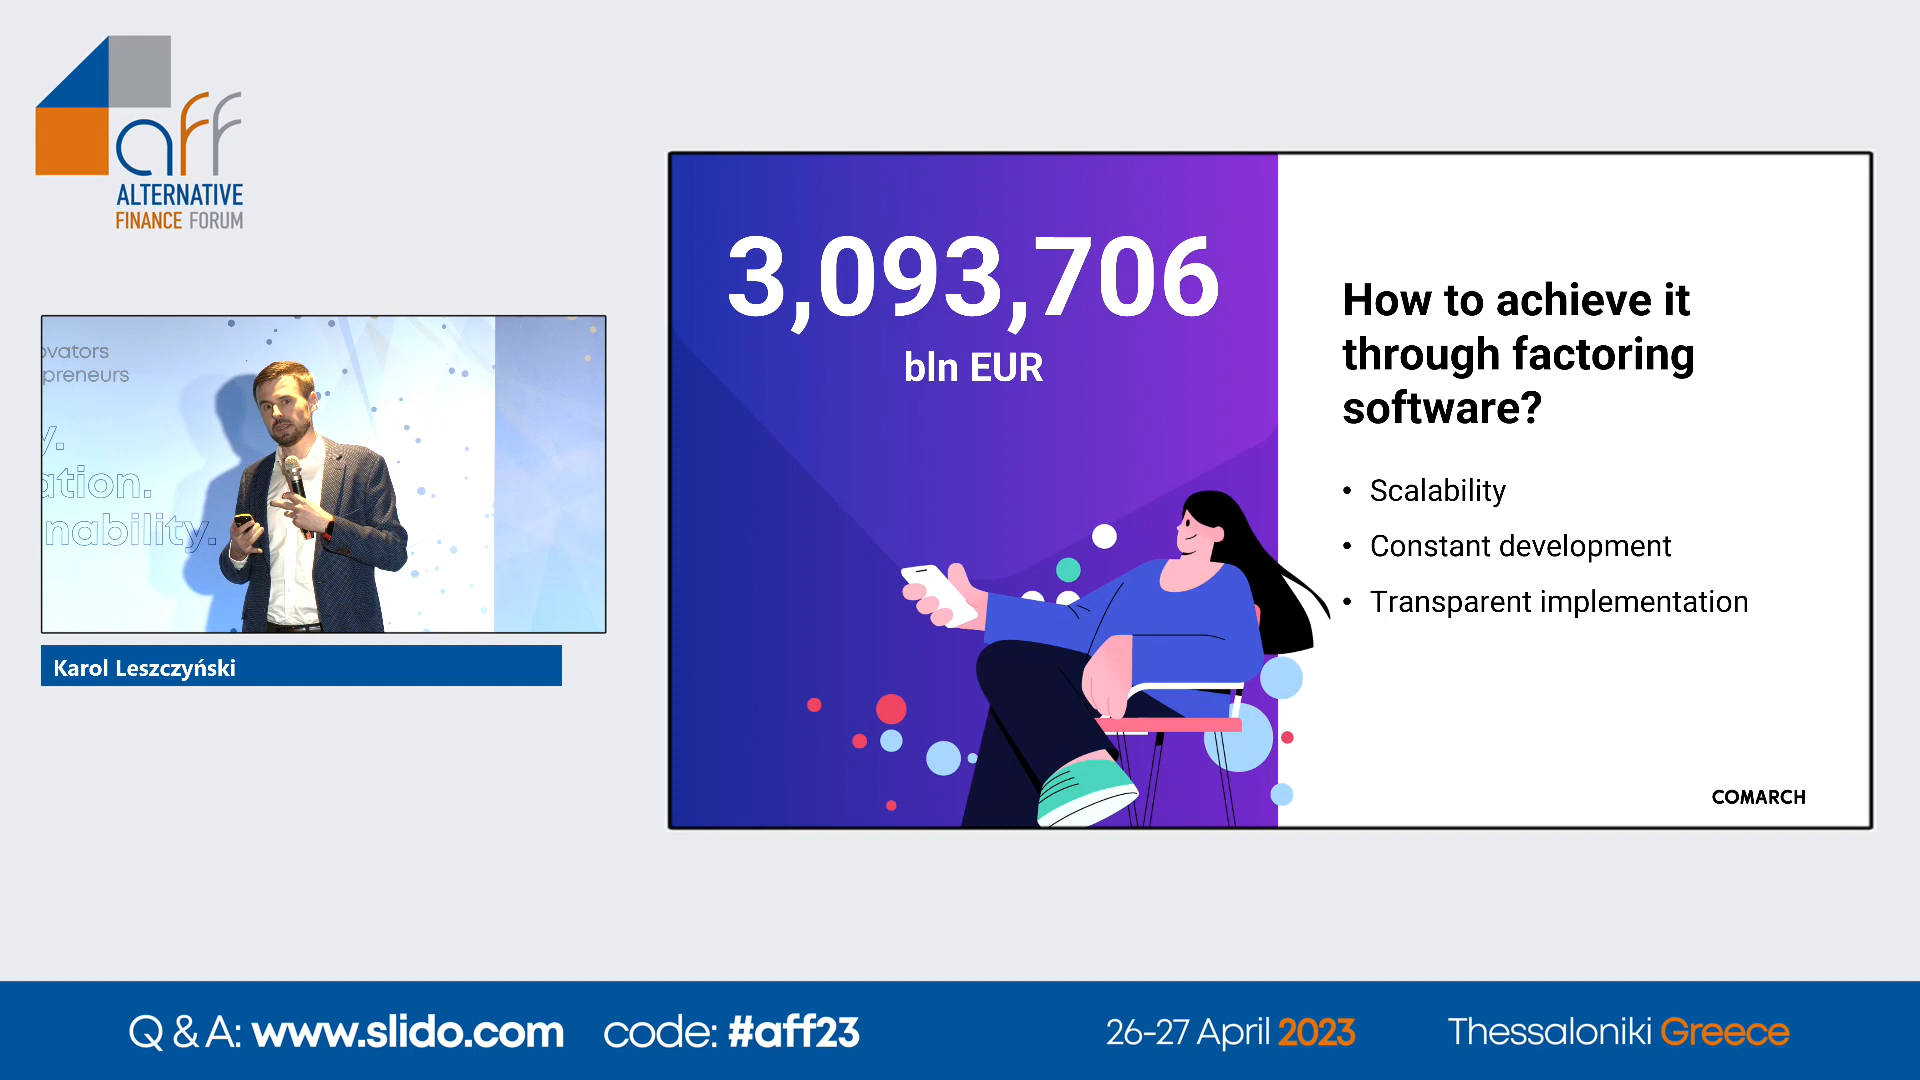 aff
ALTERNATIVE
FINANCE FORUM
ovators
preneurs
y.
ation.
nability.
Karol Leszczyński
3,093,706
bln EUR
How to achieve it
through factoring
software?
• Scalability
• Constant development
• Transparent implementation
COMARCH
Q & A: www.slido.com code: #aff23
26-27 April 2023 Thessaloniki Greece